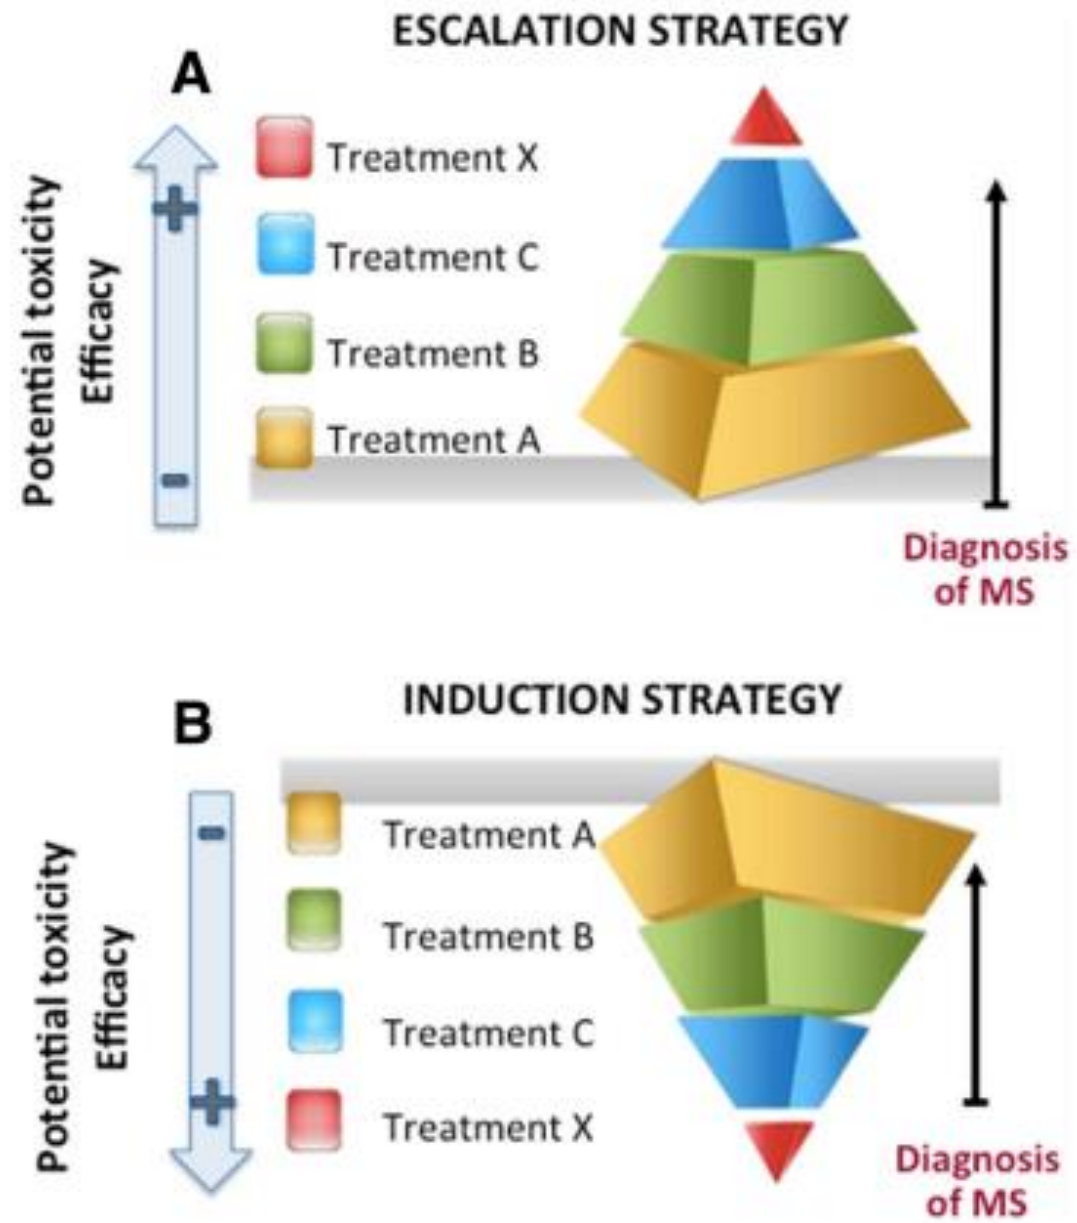 ESCALATION STRATEGY
A
Potential toxicity
Efficacy
+
Treatment X
Treatment C
Treatment B
Treatment A
-
Diagnosis
of MS
INDUCTION STRATEGY
B
Potential toxicity
Efficacy
-
Treatment A
Treatment B
Treatment C
+
Treatment X
Diagnosis
of MS